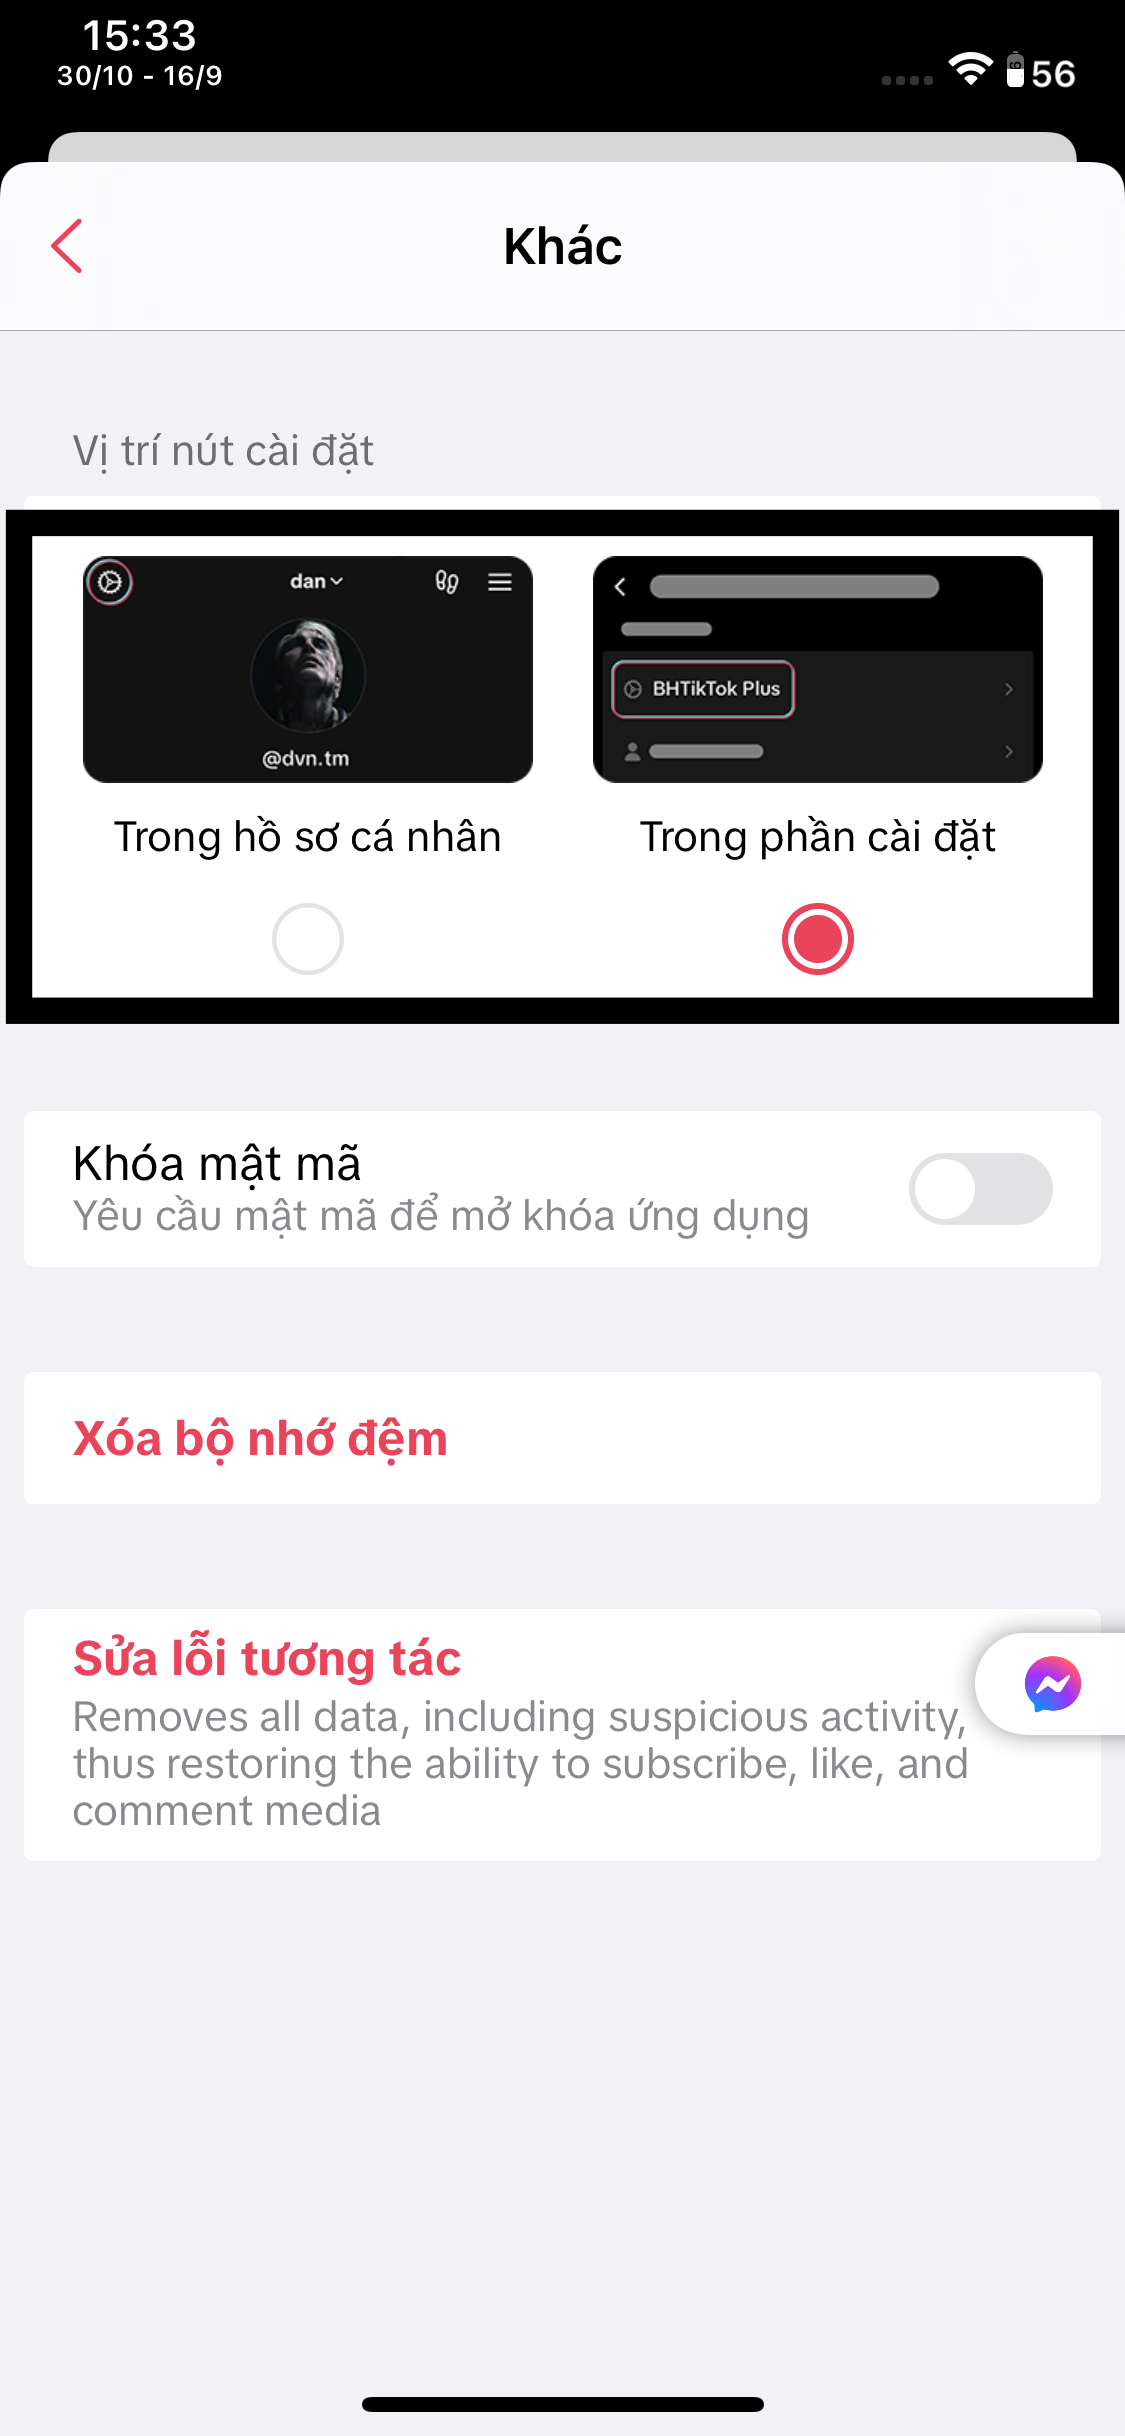 15:33
30/10 - 16/9
56
Khác
Vị trí nút cài đặt
dan
@dvn.tm
BHTikTok Plus
Trong hồ sơ cá nhân
Trong phần cài đặt
Khóa mật mã
Yêu cầu mật mã để mở khóa ứng dụng
Xóa bộ nhớ đệm
Sửa lỗi tương tác
Removes all data, including suspicious activity,
thus restoring the ability to subscribe, like, and
comment media